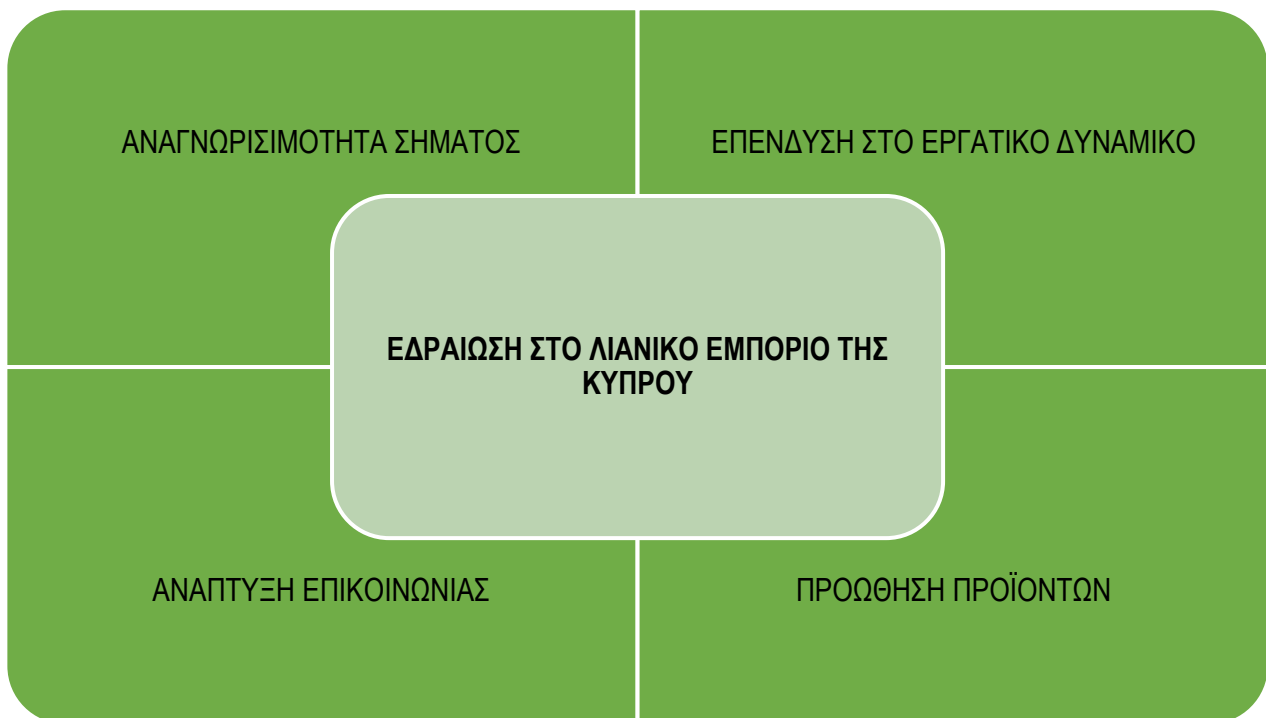 ΑΝΑΓΝΩΡΙΣΙΜΟΤΗΤΑ ΣΗΜΑΤΟΣ
ΕΠΕΝΔΥΣΗ ΣΤΟ ΕΡΓΑΤΙΚΟ ΔΥΝΑΜΙΚΟ
ΕΔΡΑΙΩΣΗ ΣΤΟ ΛΙΑΝΙΚΟ ΕΜΠΟΡΙΟ ΤΗΣ
ΚΥΠΡΟΥ
ΑΝΑΠΤΥΞΗ ΕΠΙΚΟΙΝΩΝΙΑΣ
ΠΡΟΩΘΗΣΗ ΠΡΟΪΟΝΤΩΝ